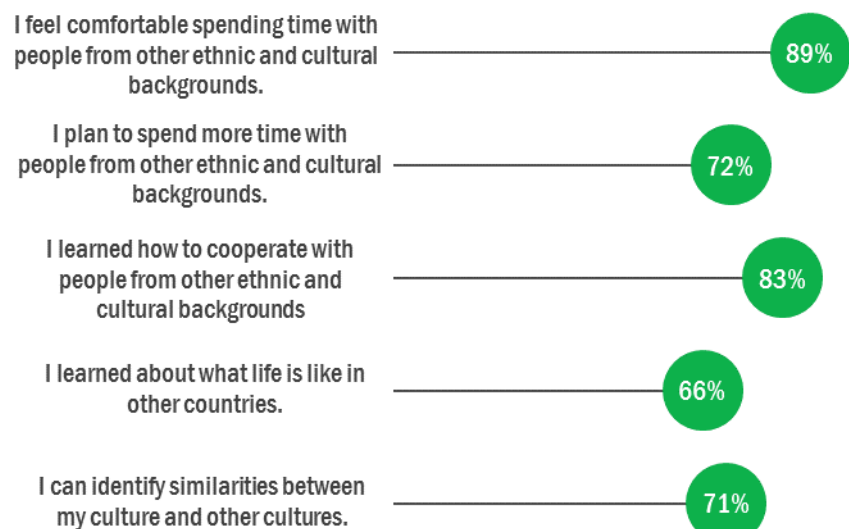 I feel comfortable spending time with
people from other ethnic and cultural
backgrounds.
89%
I plan to spend more time with
people from other ethnic and cultural
backgrounds.
72%
I learned how to cooperate with
people from other ethnic and
cultural backgrounds
83%
I learned about what life is like in
other countries.
66%
I can identify similarities between
my culture and other cultures.
71%